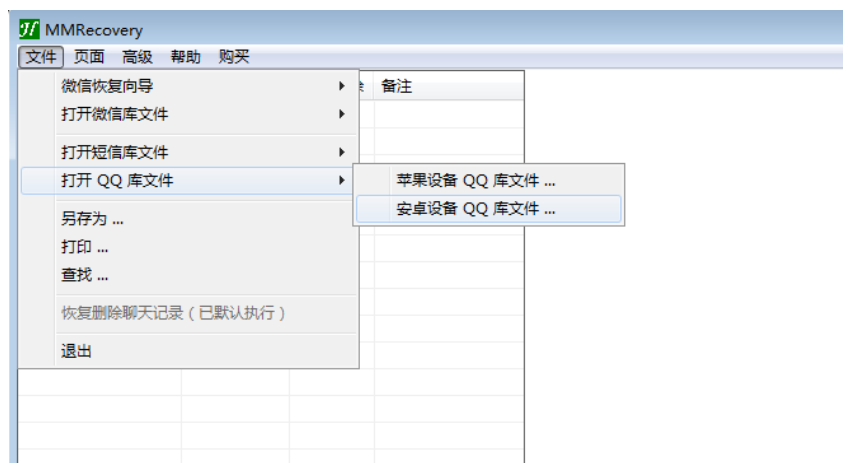 MMRecovery
文件 页面 高级 帮助 购买
微信恢复向导
备注
打开微信库文件
打开短信库文件
打开 QQ 库文件
苹果设备 QQ 库文件 ...
安卓设备 QQ 库文件 ...
另存为 ...
打印 ...
查找 ...
恢复删除聊天记录 ( 已默认执行 )
退出